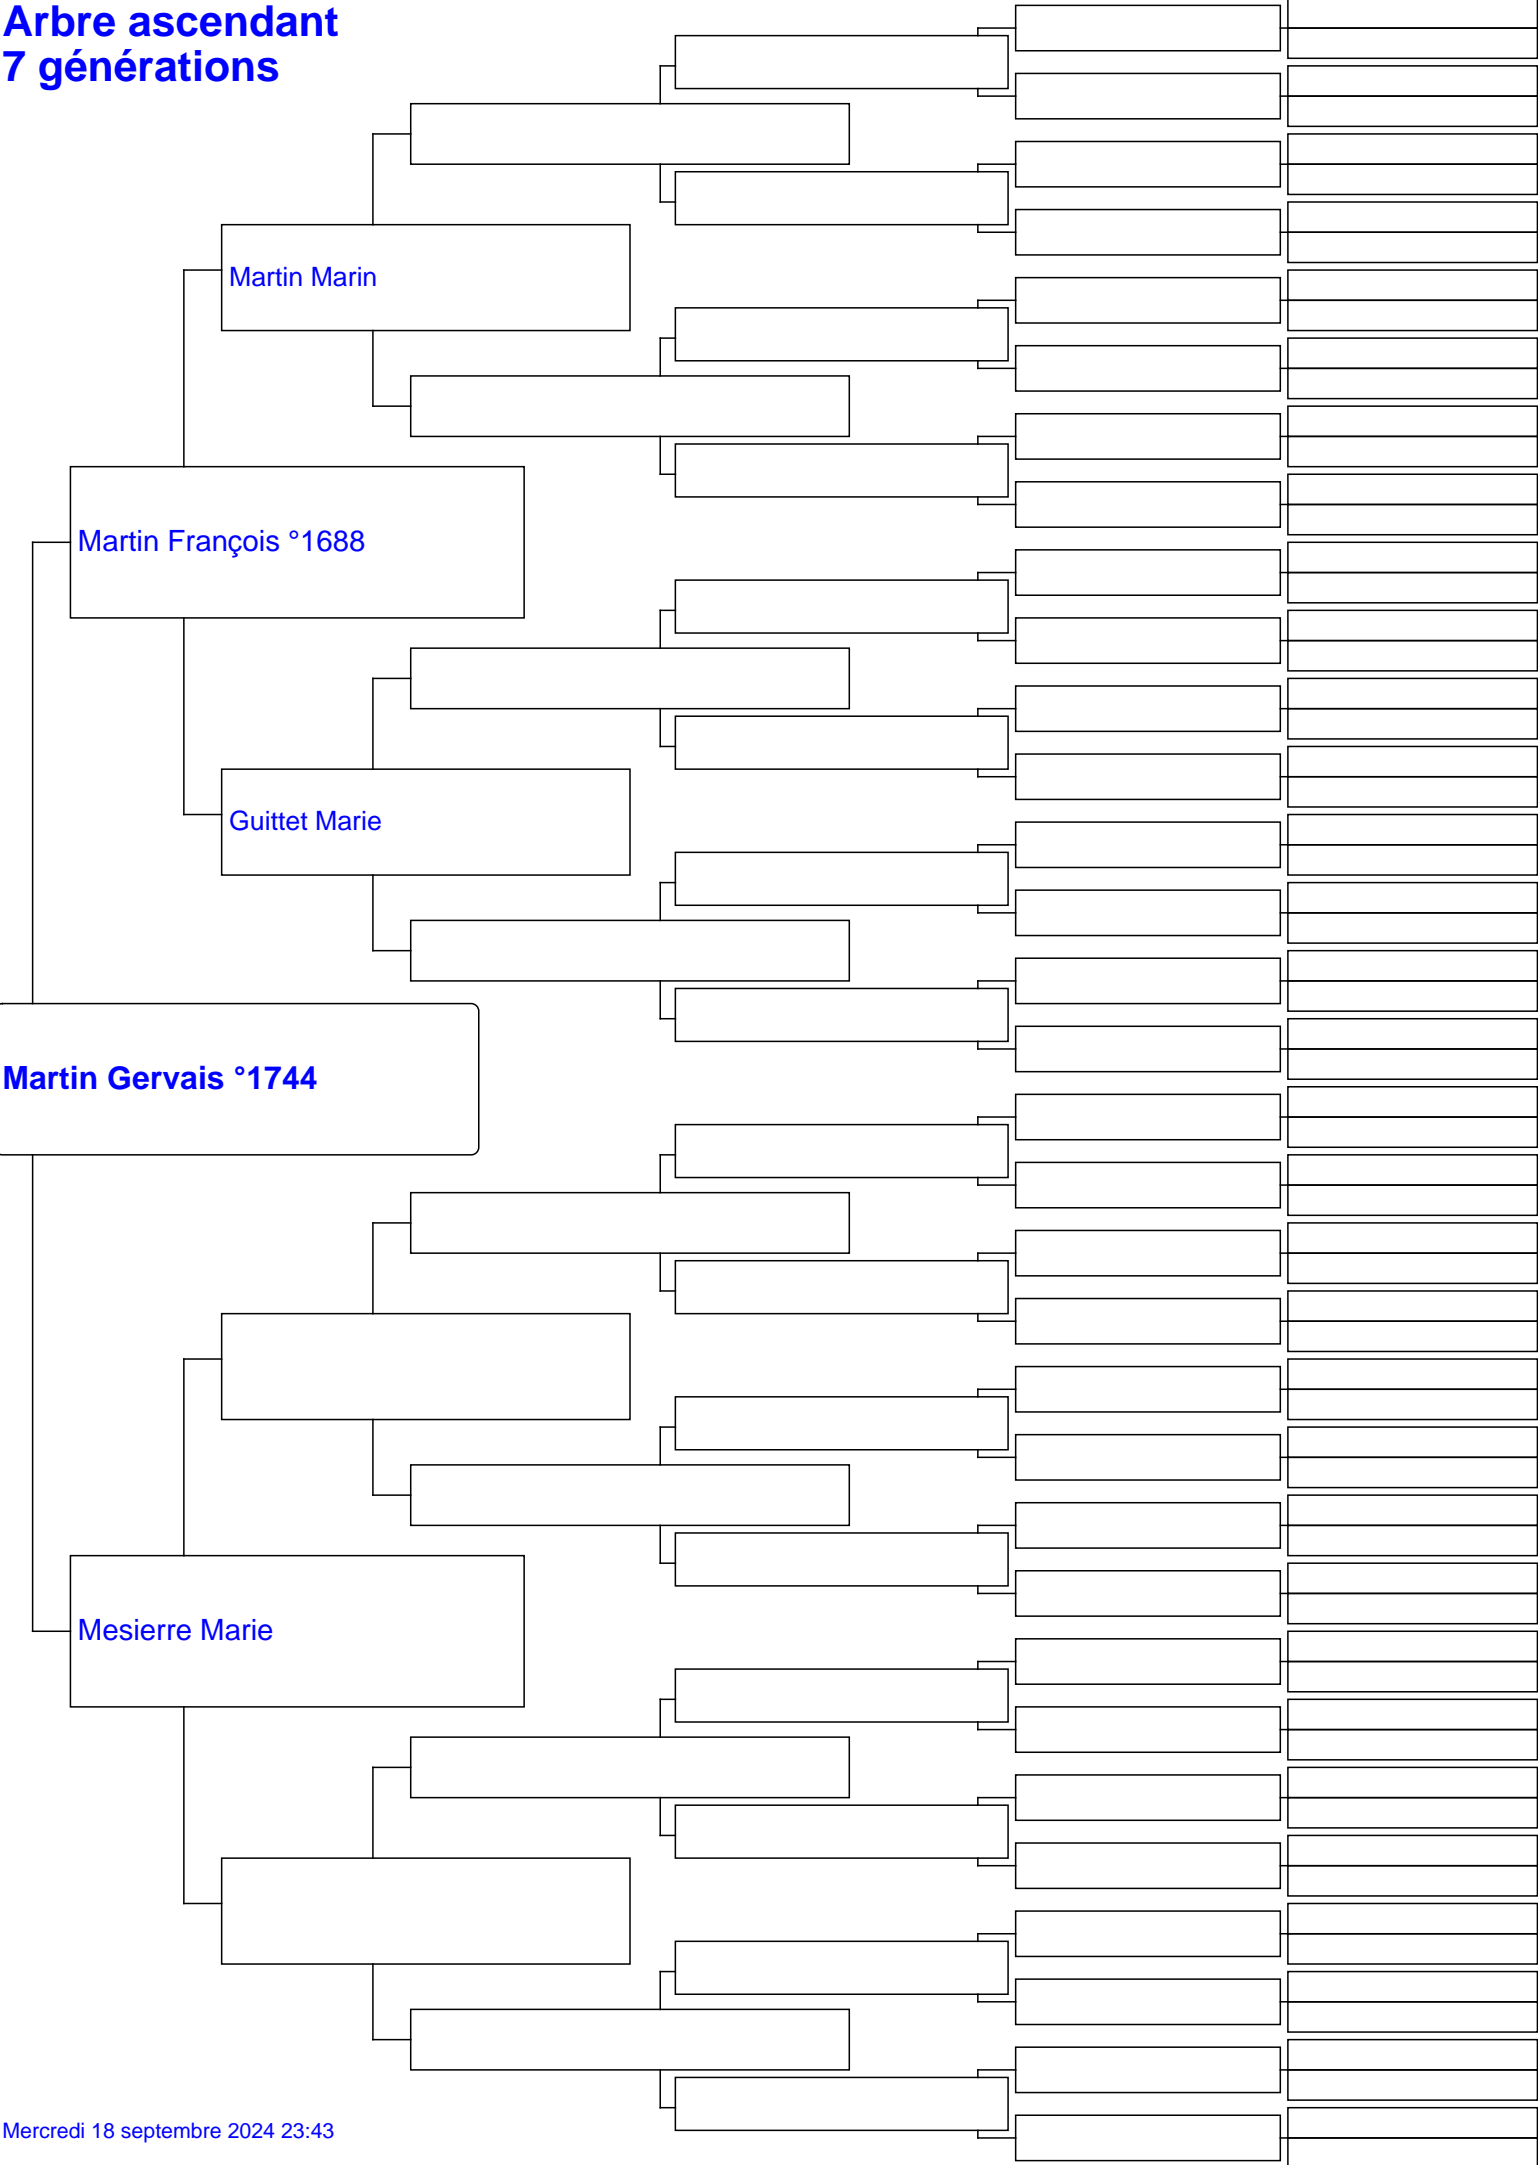 Arbre ascendant
7 générations
Martin Marin
Martin François °1688
Guittet Marie
Martin Gervais °1744
Mesierre Marie
Mercredi 18 septembre 2024 23:43